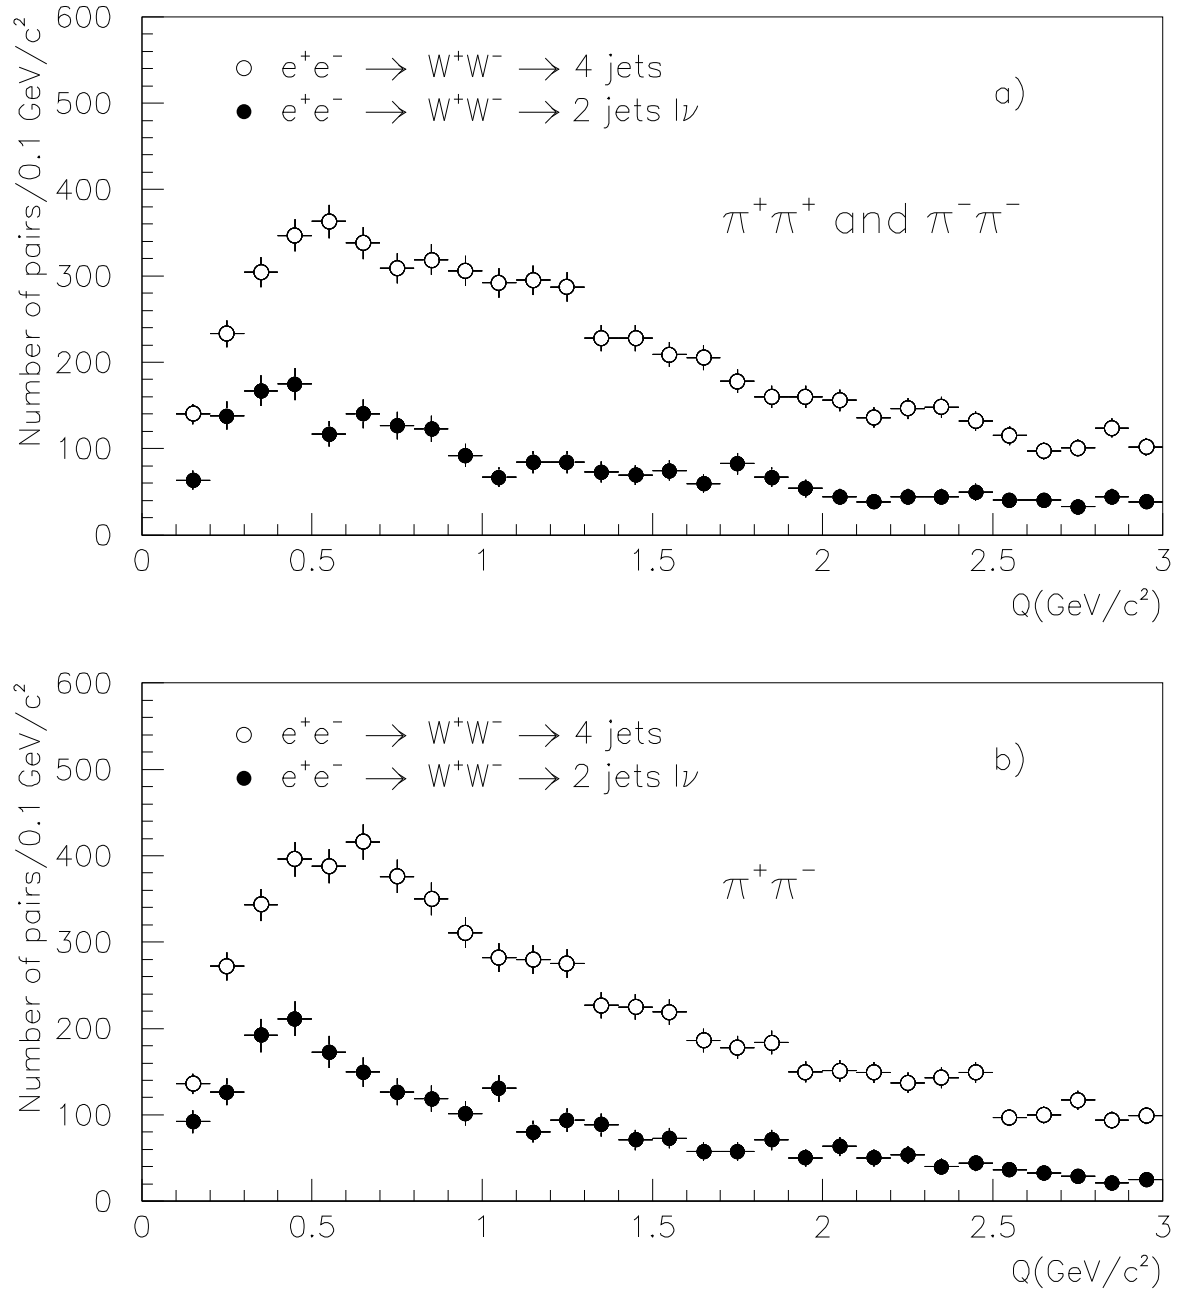 Number of pairs/0.1 GeV/c²
600
500
400
300
200
100
0
○ e⁺e⁻ → W⁺W⁻ → 4 jets
● e⁺e⁻ → W⁺W⁻ → 2 jets lν
a)
π⁺π⁺ and π⁻π⁻
0 0.5 1 1.5 2 2.5 3
Q(GeV/c²)
Number of pairs/0.1 GeV/c²
600
500
400
300
200
100
0
○ e⁺e⁻ → W⁺W⁻ → 4 jets
● e⁺e⁻ → W⁺W⁻ → 2 jets lν
b)
π⁺π⁻
0 0.5 1 1.5 2 2.5 3
Q(GeV/c²)